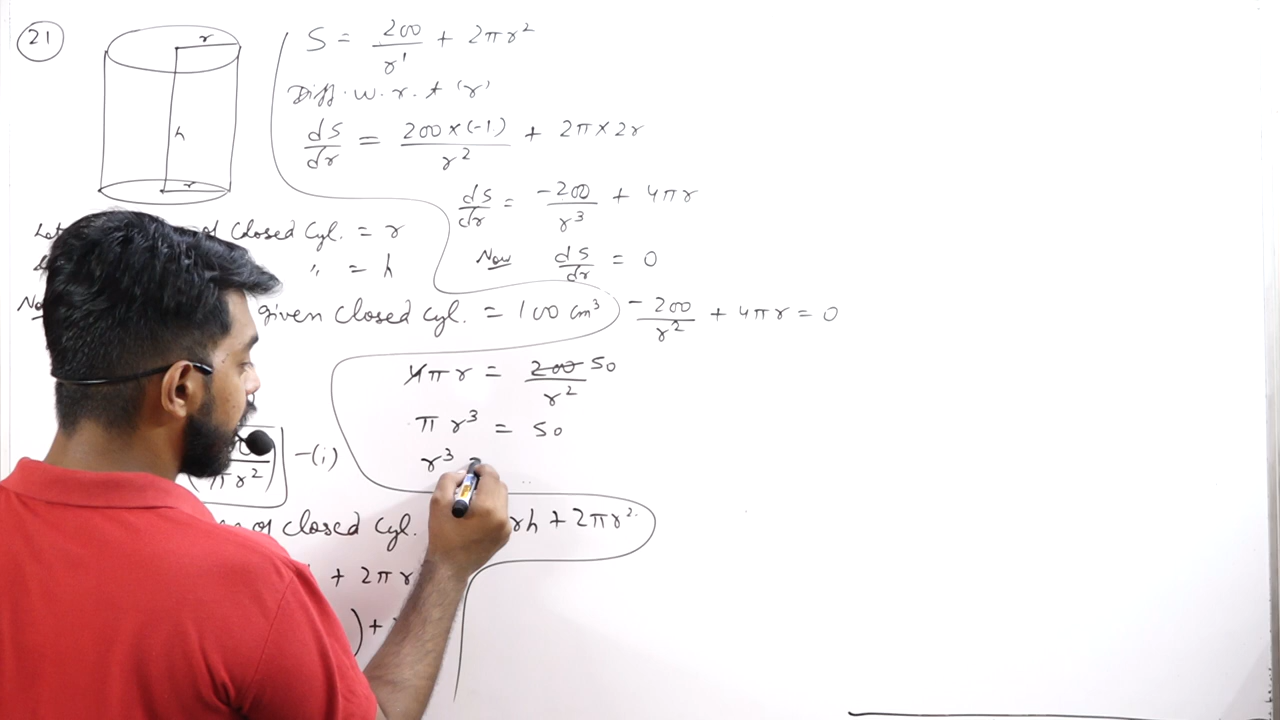 21
r
h
r
Let of Closed Cyl. = r
〃 = h
given closed cyl. = 100 cm³
πr² -(i)
of closed cyl. rh + 2πr²
+ 2πr
) +
S = 200/r¹ + 2πr²
Diff. w.r.t 'r'
dS/dr = 200×(-1)/r² + 2π×2r
dS/dr = -200/r³ + 4πr
Now dS/dr = 0
-200/r² + 4πr = 0
4πr = 200 50/r²
πr³ = 50
r³ =